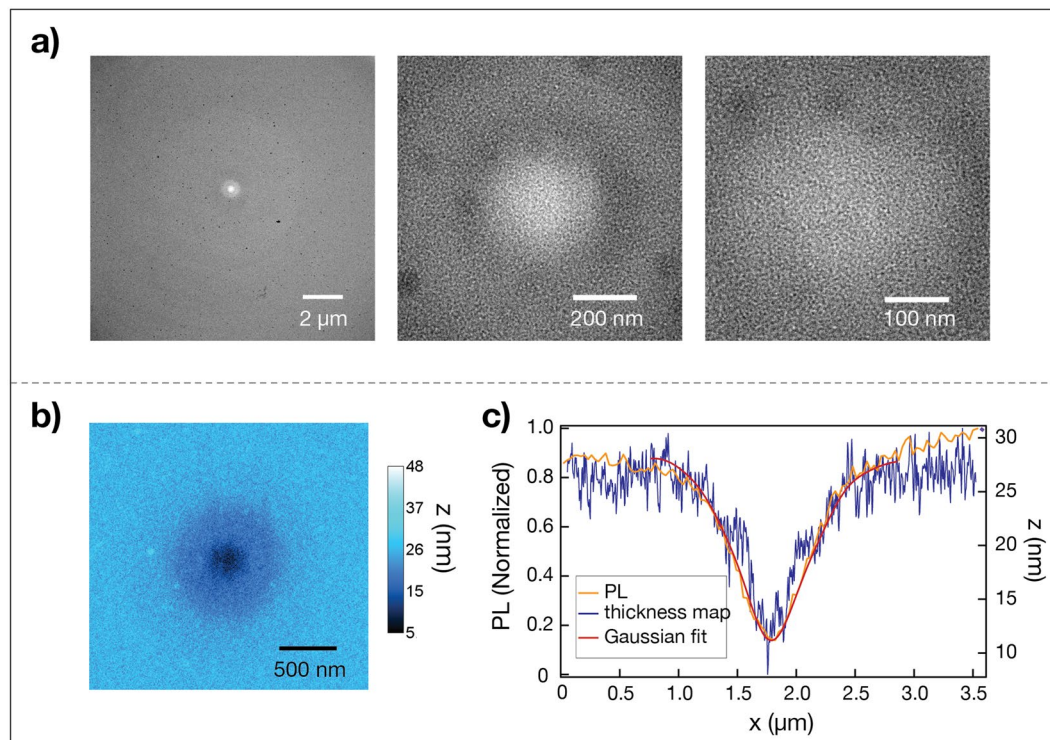 a)
2 µm
200 nm
100 nm
b)
48
37
26
15
5
z (nm)
500 nm
c)
PL (Normalized)
1.0
0.8
0.6
0.4
0.2
0
PL
thickness map
Gaussian fit
30
25
20
15
10
z (nm)
0
0.5
1.0
1.5
2.0
2.5
3.0
3.5
x (µm)